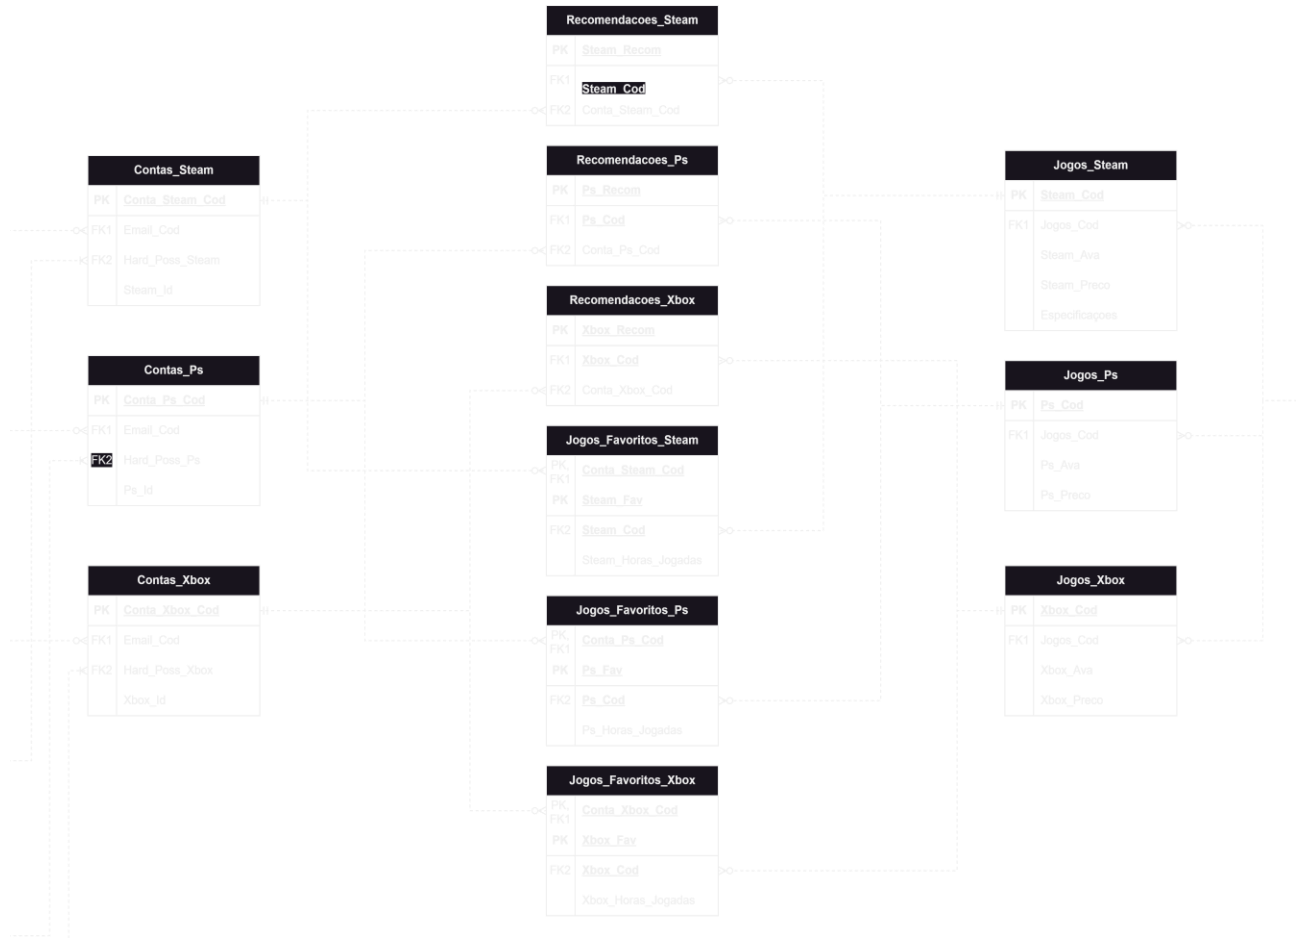 Recomendacoes_Steam
PK Steam_Recom
FK1 Steam_Cod
FK2 Conta_Steam_Cod
Contas_Steam
PK Conta_Steam_Cod
FK1 Email_Cod
FK2 Hard_Poss_Steam
Steam_Id
Recomendacoes_Ps
PK Ps_Recom
FK1 Ps_Cod
FK2 Conta_Ps_Cod
Jogos_Steam
PK Steam_Cod
FK1 Jogos_Cod
Steam_Ava
Steam_Preco
Especificaçoes
Recomendacoes_Xbox
PK Xbox_Recom
FK1 Xbox_Cod
FK2 Conta_Xbox_Cod
Contas_Ps
PK Conta_Ps_Cod
FK1 Email_Cod
FK2 Hard_Poss_Ps
Ps_Id
Jogos_Ps
PK Ps_Cod
FK1 Jogos_Cod
Ps_Ava
Ps_Preco
Jogos_Favoritos_Steam
PK,
FK1 Conta_Steam_Cod
PK Steam_Fav
FK2 Steam_Cod
Steam_Horas_Jogadas
Contas_Xbox
PK Conta_Xbox_Cod
FK1 Email_Cod
FK2 Hard_Poss_Xbox
Xbox_Id
Jogos_Favoritos_Ps
PK,
FK1 Conta_Ps_Cod
PK Ps_Fav
FK2 Ps_Cod
Ps_Horas_Jogadas
Jogos_Xbox
PK Xbox_Cod
FK1 Jogos_Cod
Xbox_Ava
Xbox_Preco
Jogos_Favoritos_Xbox
PK,
FK1 Conta_Xbox_Cod
PK Xbox_Fav
FK2 Xbox_Cod
Xbox_Horas_Jogadas